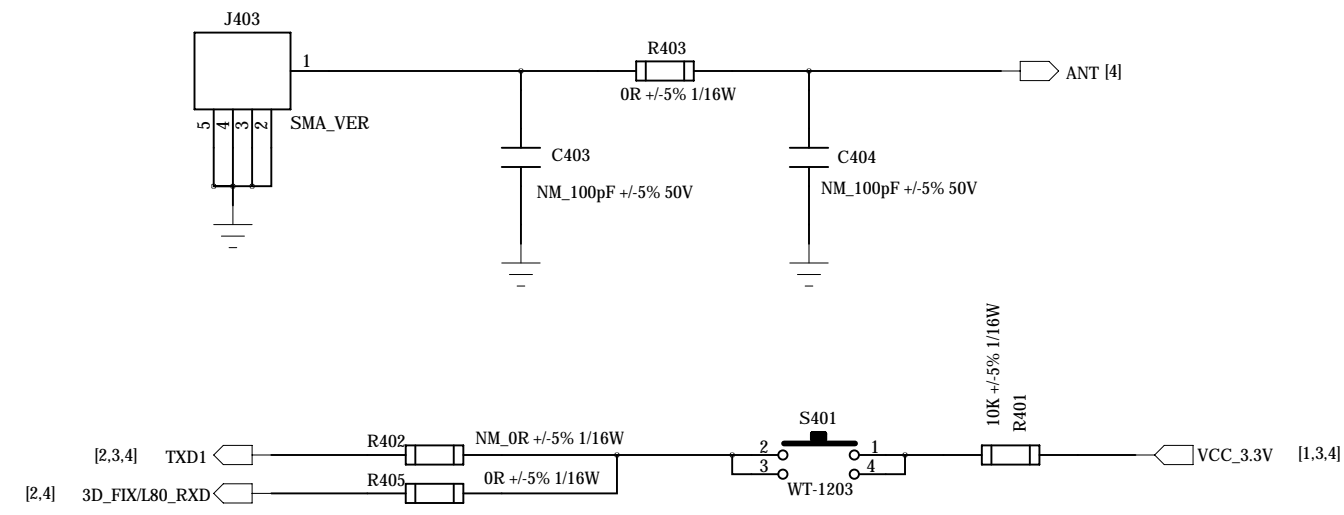 J403
1
R403
0R +/-5% 1/16W
ANT [4]
5 4 3 2
SMA_VER
C403
NM_100pF +/-5% 50V
C404
NM_100pF +/-5% 50V
10K +/-5% 1/16W
R401
S401
[2,3,4] TXD1
R402
NM_0R +/-5% 1/16W
2
1
VCC_3.3V [1,3,4]
3
4
WT-1203
[2,4] 3D_FIX/L80_RXD
R405
0R +/-5% 1/16W